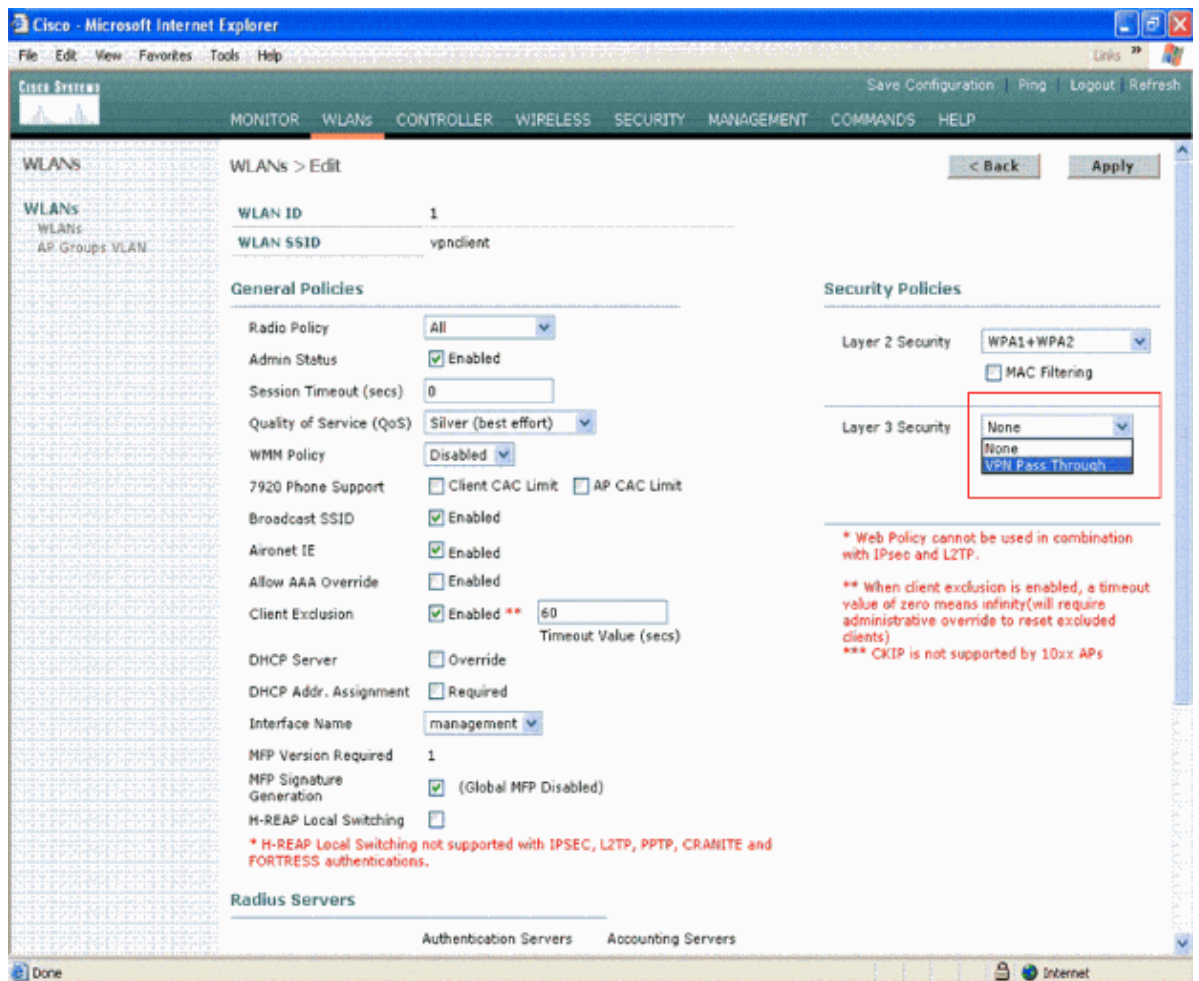 Cisco - Microsoft Internet Explorer
File Edit View Favorites Tools Help
Links »
CISCO SYSTEMS
Save Configuration | Ping | Logout | Refresh
MONITOR WLANs CONTROLLER WIRELESS SECURITY MANAGEMENT COMMANDS HELP
WLANs
WLANs
WLANs
AP Groups VLAN
WLANs > Edit
< Back
Apply
WLAN ID 1
WLAN SSID vpnclient
General Policies
Radio Policy All
Admin Status Enabled
Session Timeout (secs) 0
Quality of Service (QoS) Silver (best effort)
WMM Policy Disabled
7920 Phone Support Client CAC Limit AP CAC Limit
Broadcast SSID Enabled
Aironet IE Enabled
Allow AAA Override Enabled
Client Exclusion Enabled ** 60
Timeout Value (secs)
DHCP Server Override
DHCP Addr. Assignment Required
Interface Name management
MFP Version Required 1
MFP Signature
Generation (Global MFP Disabled)
H-REAP Local Switching
* H-REAP Local Switching not supported with IPSEC, L2TP, PPTP, CRANITE and
FORTRESS authentications.
Radius Servers
Authentication Servers Accounting Servers
Security Policies
Layer 2 Security WPA1+WPA2
MAC Filtering
Layer 3 Security None
None
VPN Pass Through
* Web Policy cannot be used in combination
with IPsec and L2TP.
** When client exclusion is enabled, a timeout
value of zero means infinity(will require
administrative override to reset excluded
clients)
*** CKIP is not supported by 10xx APs
Done
Internet